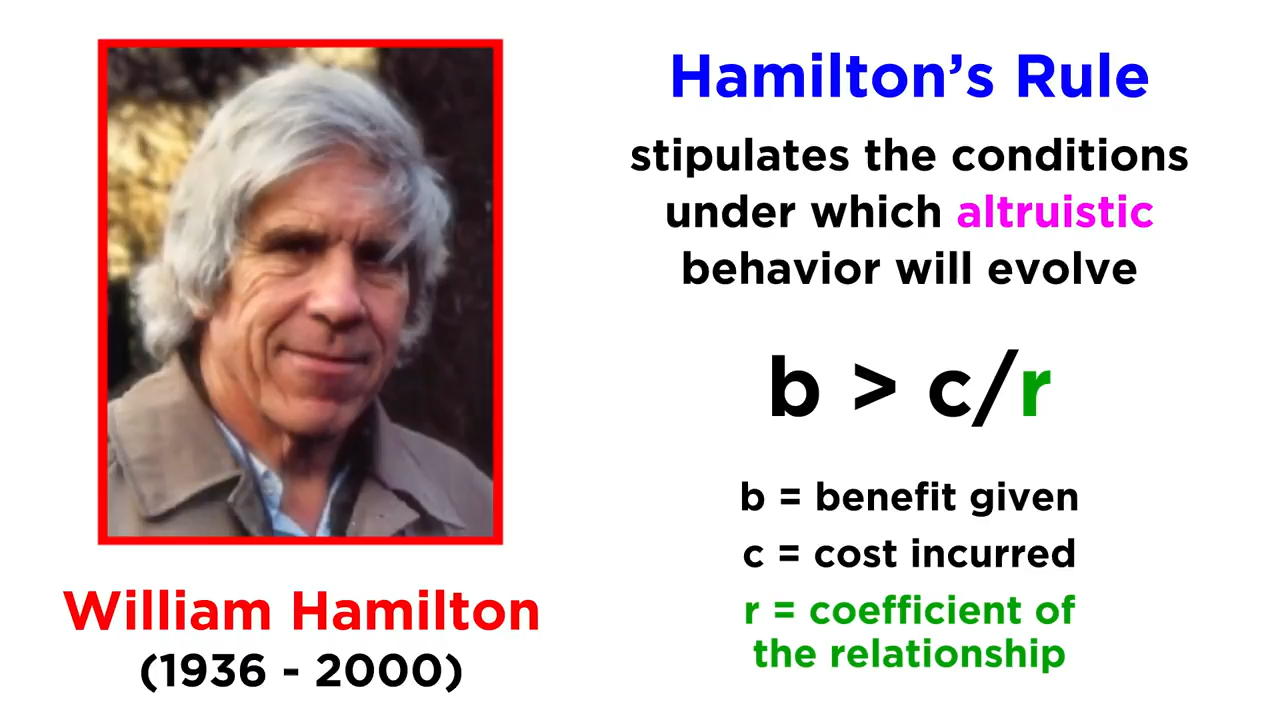 Hamilton’s Rule
stipulates the conditions
under which altruistic
behavior will evolve
b > c/r
b = benefit given
c = cost incurred
r = coefficient of
the relationship
William Hamilton
(1936 - 2000)